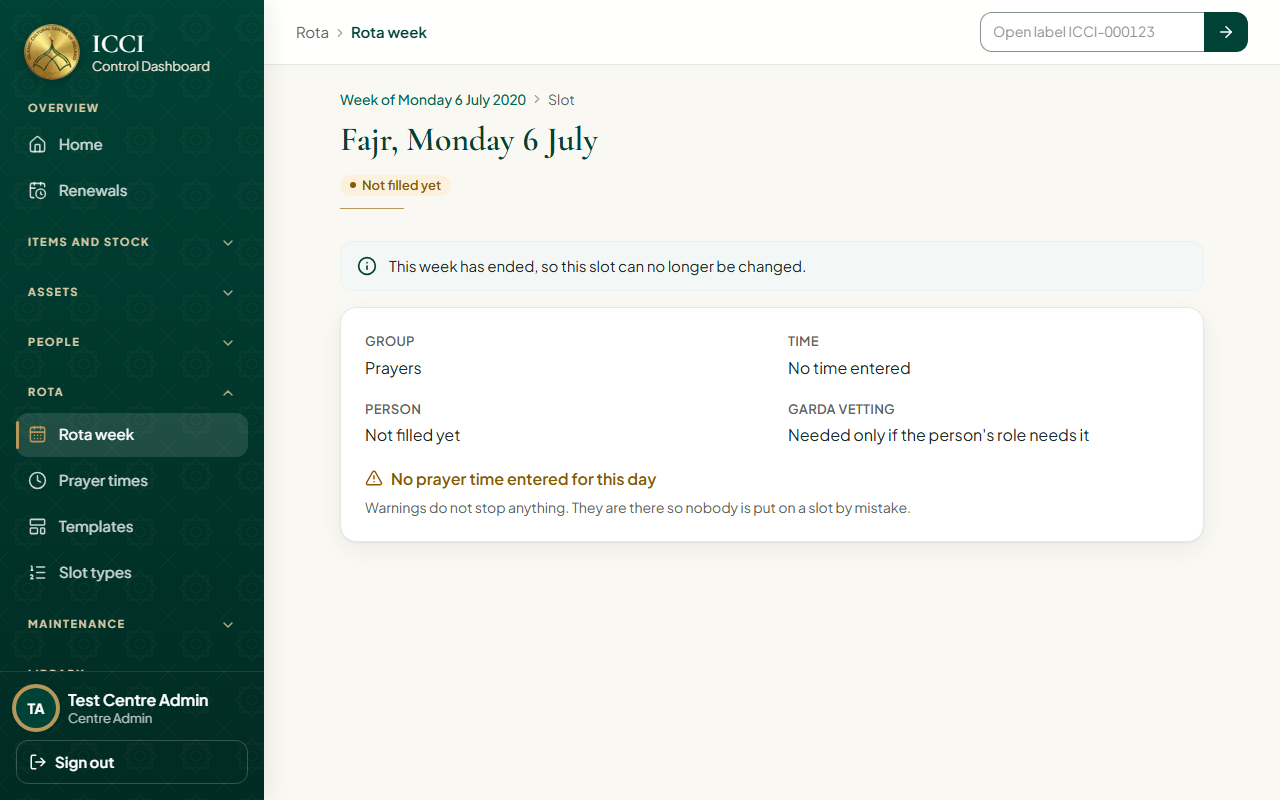 ICCI
Control Dashboard
OVERVIEW
Home
Renewals
ITEMS AND STOCK
ASSETS
PEOPLE
ROTA
Rota week
Prayer times
Templates
Slot types
MAINTENANCE
TA
Test Centre Admin
Centre Admin
Sign out
Rota
Rota week
Open label ICCI-000123
Week of Monday 6 July 2020
Slot
Fajr, Monday 6 July
Not filled yet
This week has ended, so this slot can no longer be changed.
GROUP
Prayers
TIME
No time entered
PERSON
Not filled yet
GARDA VETTING
Needed only if the person's role needs it
No prayer time entered for this day
Warnings do not stop anything. They are there so nobody is put on a slot by mistake.